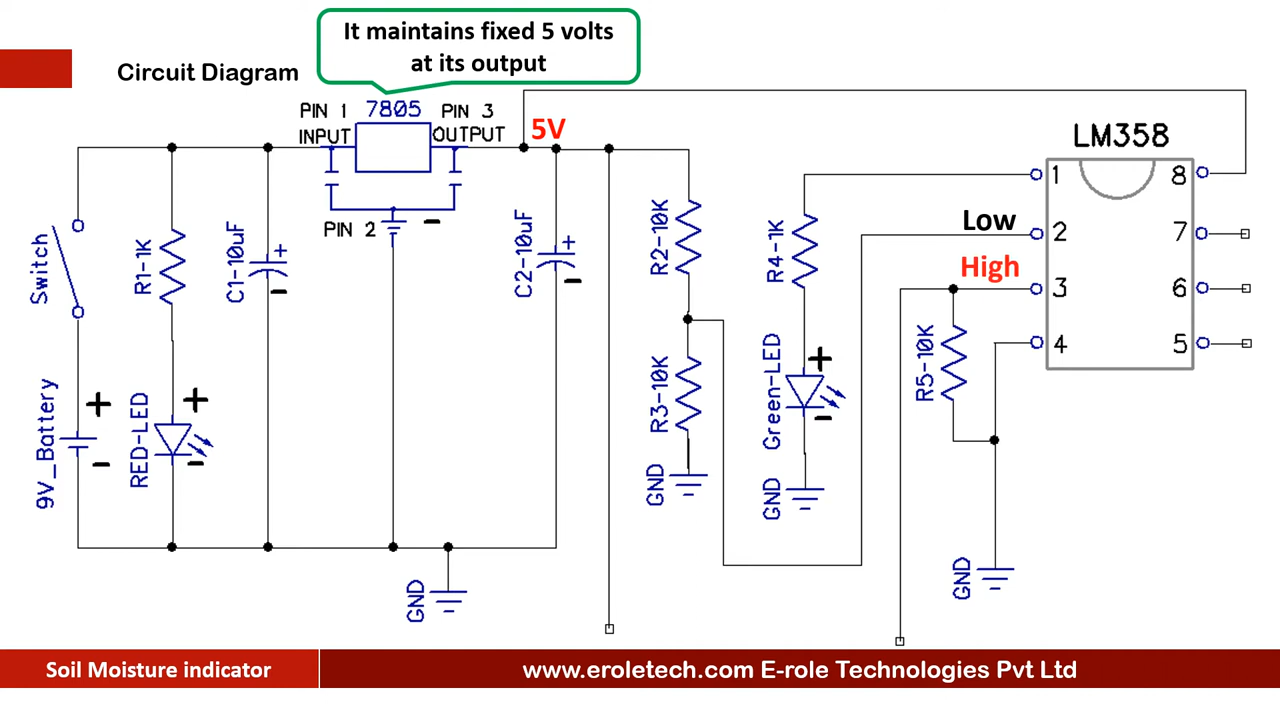 It maintains fixed 5 volts
at its output
Circuit Diagram
PIN 1 7805 PIN 3
INPUT OUTPUT
5V
PIN 2 -
LM358
1 8
2 7
3 6
4 5
Low
High
Switch
R1-1K
C1-10uF
+
-
C2-10uF
+
-
R2-10K
R4-1K
R3-10K
Green-LED
+
-
R5-10K
9V_Battery
+
-
RED-LED
+
-
GND
GND
GND
GND
Soil Moisture indicator
www.eroletech.com E-role Technologies Pvt Ltd